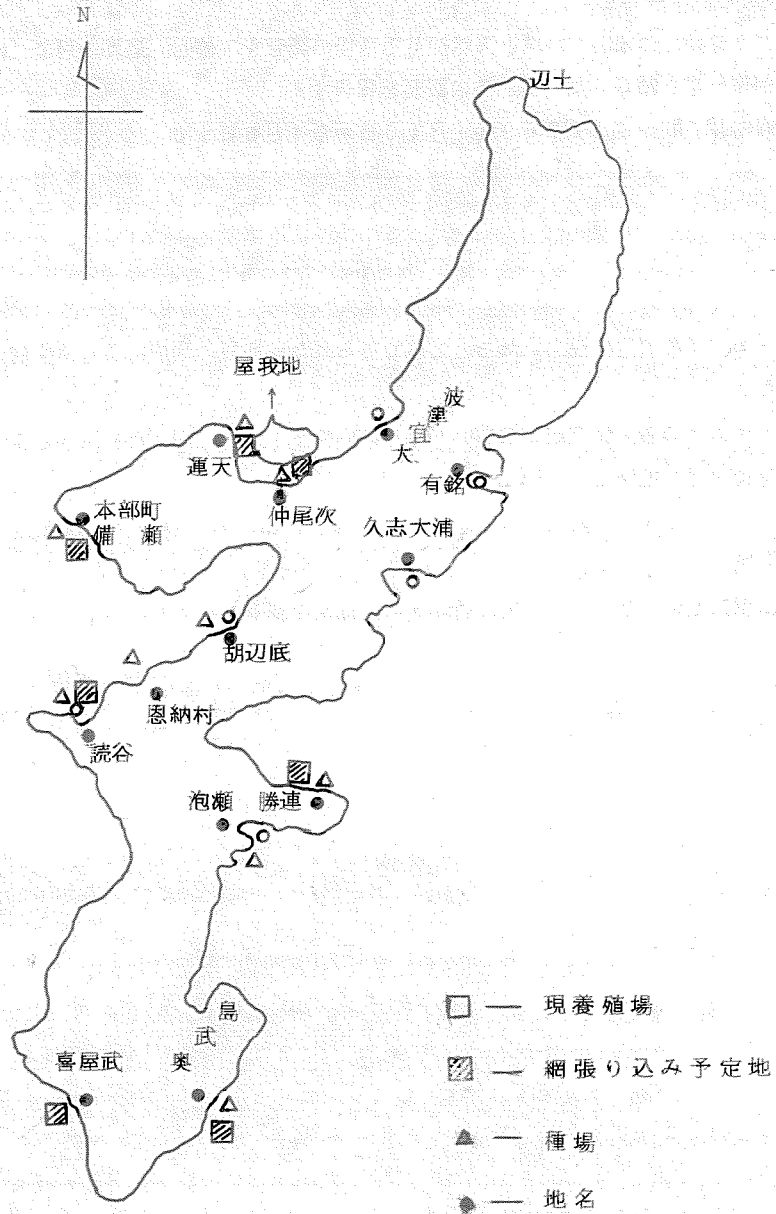 N
辺土
屋我地
運天
仲尾次
大宜津波
有銘
久志大浦
本部町
備瀬
胡辺底
恩納村
読谷
泡瀬
勝連
奥武島
喜屋武
現養殖場
網張り込み予定地
種場
地名